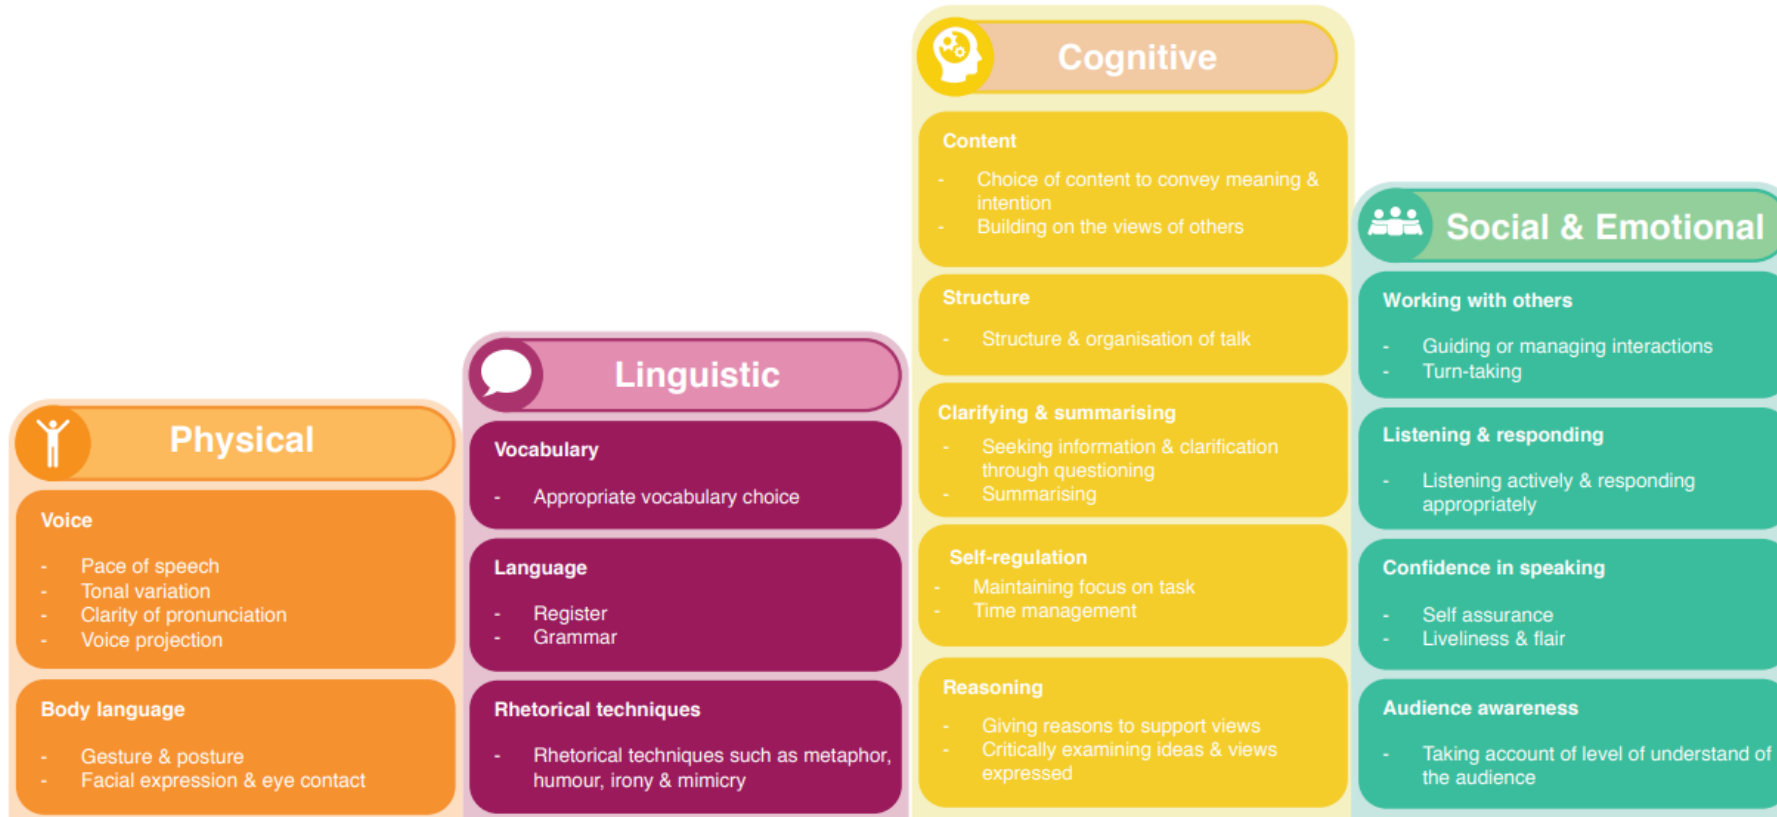 Physical
Voice
- Pace of speech
- Tonal variation
- Clarity of pronunciation
- Voice projection
Body language
- Gesture & posture
- Facial expression & eye contact
Linguistic
Vocabulary
- Appropriate vocabulary choice
Language
- Register
- Grammar
Rhetorical techniques
- Rhetorical techniques such as metaphor,
humour, irony & mimicry
Cognitive
Content
- Choice of content to convey meaning &
intention
- Building on the views of others
Structure
- Structure & organisation of talk
Clarifying & summarising
- Seeking information & clarification
through questioning
- Summarising
Self-regulation
- Maintaining focus on task
- Time management
Reasoning
- Giving reasons to support views
- Critically examining ideas & views
expressed
Social & Emotional
Working with others
- Guiding or managing interactions
- Turn-taking
Listening & responding
- Listening actively & responding
appropriately
Confidence in speaking
- Self assurance
- Liveliness & flair
Audience awareness
- Taking account of level of understand of
the audience